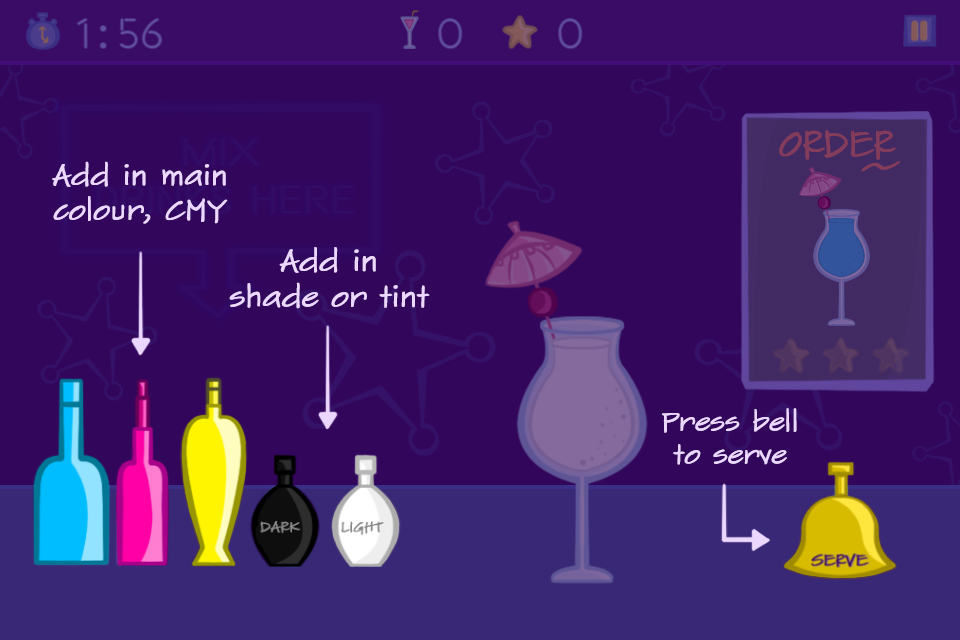 1:56
0
0
ORDER
MIX
HERE
Add in main
colour, CMY
Add in
shade or tint
Press bell
to serve
DARK
LIGHT
SERVE